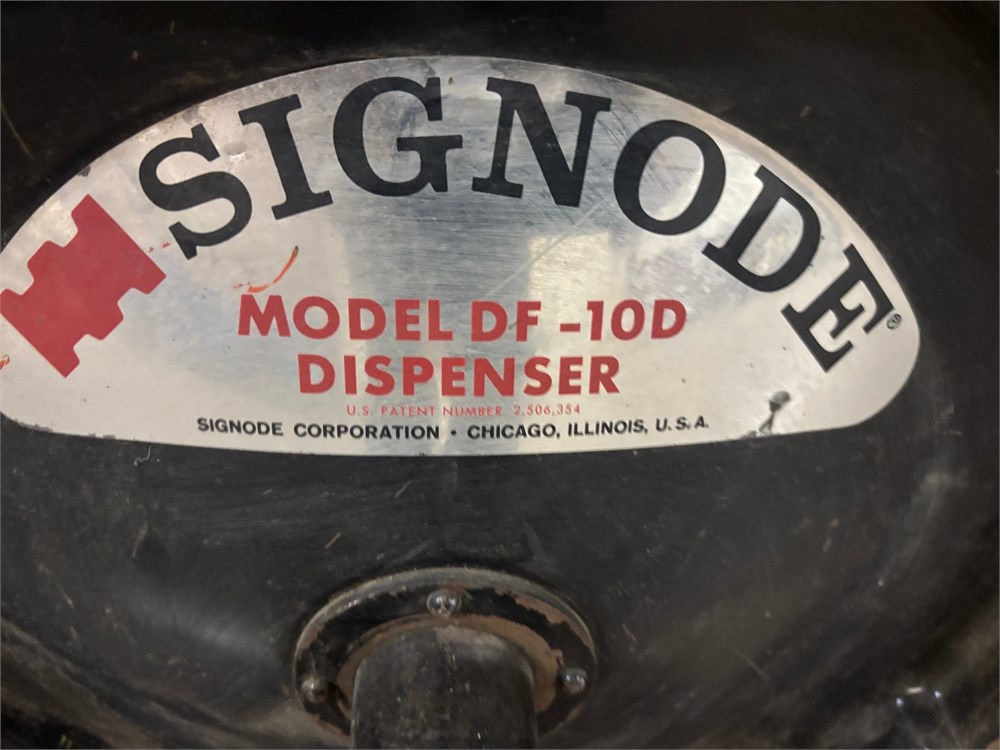 SIGNODE®
MODEL DF -10D
DISPENSER
U.S. PATENT NUMBER. 2,506,354
SIGNODE CORPORATION • CHICAGO, ILLINOIS, U.S.A.